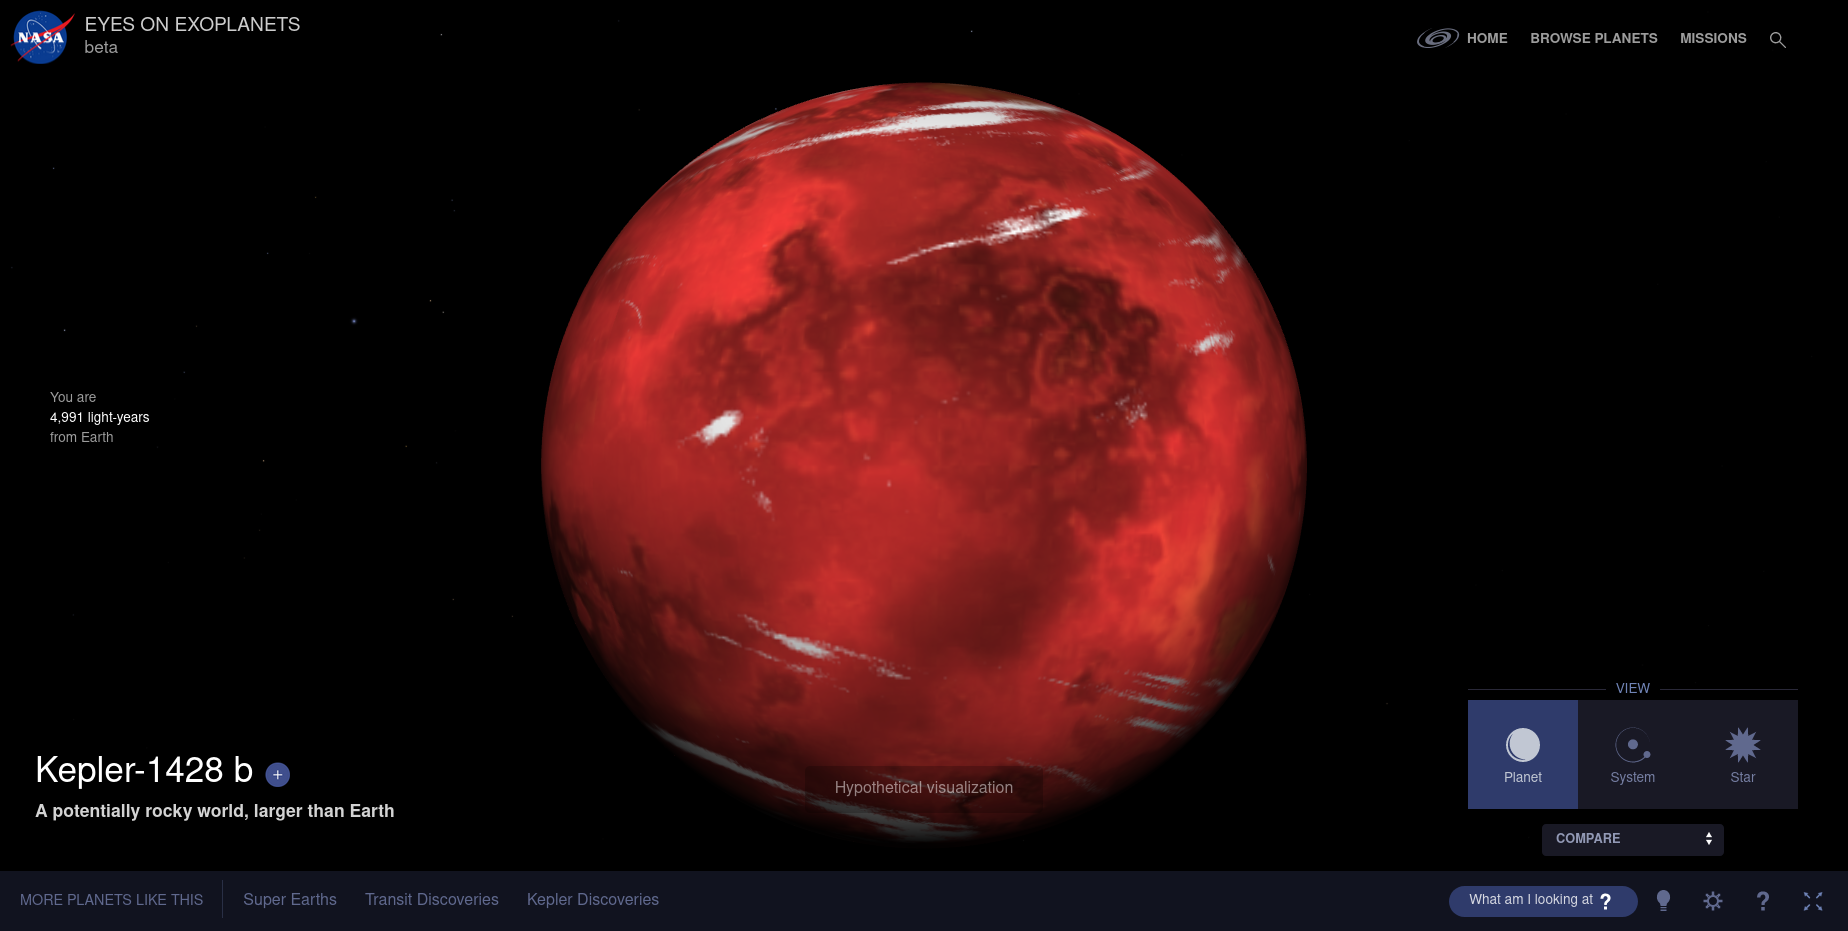 NASA
EYES ON EXOPLANETS
beta
HOME
BROWSE PLANETS
MISSIONS
You are
4,991 light-years
from Earth
VIEW
Planet
System
Star
Kepler-1428 b
+
A potentially rocky world, larger than Earth
Hypothetical visualization
COMPARE
MORE PLANETS LIKE THIS
Super Earths
Transit Discoveries
Kepler Discoveries
What am I looking at ?
?